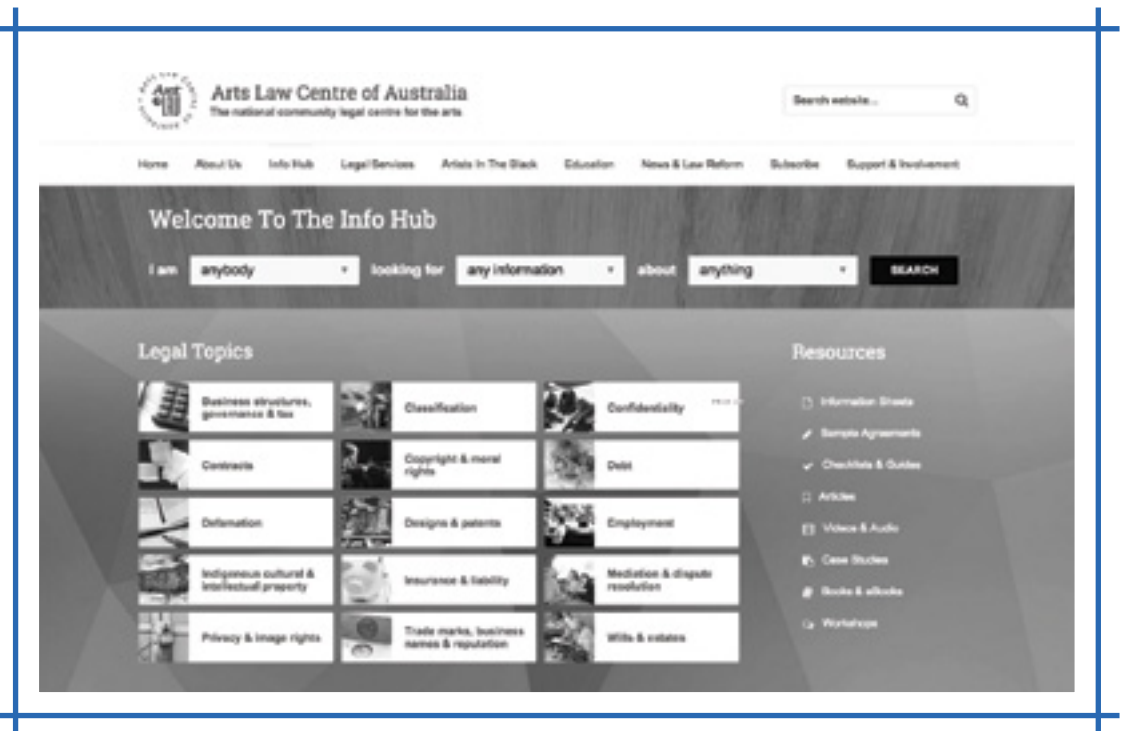 Arts Law Centre of Australia
The national community legal centre for the arts
Search website...
Home About Us Info Hub Legal Services Artists In The Black Education News & Law Reform Subscribe Support & Involvement
Welcome To The Info Hub
I am anybody looking for any information about anything SEARCH
Legal Topics
Business structures,
governance & tax
Classification
Confidentiality
Contracts
Copyright & moral
rights
Debt
Defamation
Designs & patents
Employment
Indigenous cultural &
intellectual property
Insurance & liability
Mediation & dispute
resolution
Privacy & image rights
Trade marks, business
names & reputation
Wills & estates
Resources
Information Sheets
Sample Agreements
Checklists & Guides
Articles
Videos & Audio
Case Studies
Books & eBooks
Workshops